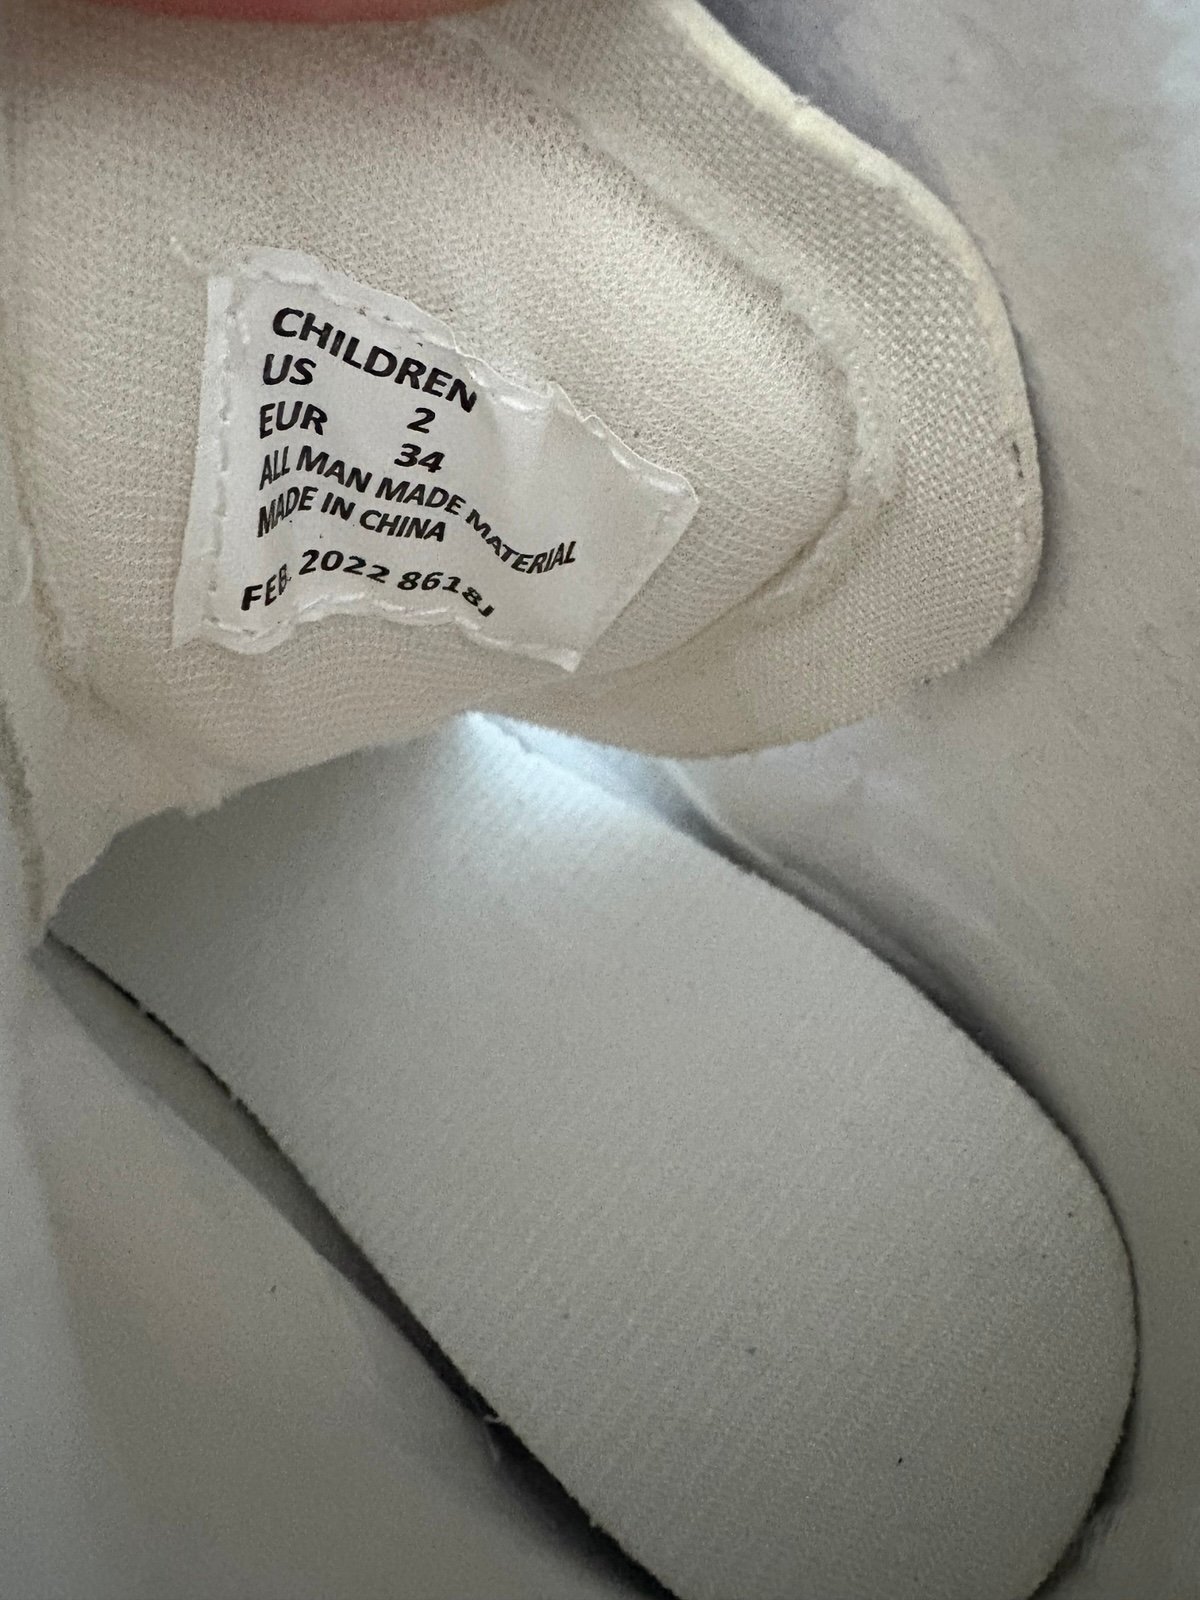 CHILDREN
US 2
EUR 34
ALL MAN MADE MATERIAL
MADE IN CHINA
FEB. 2022 8618J